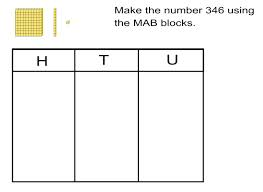 Make the number 346 using
the MAB blocks.
H T U